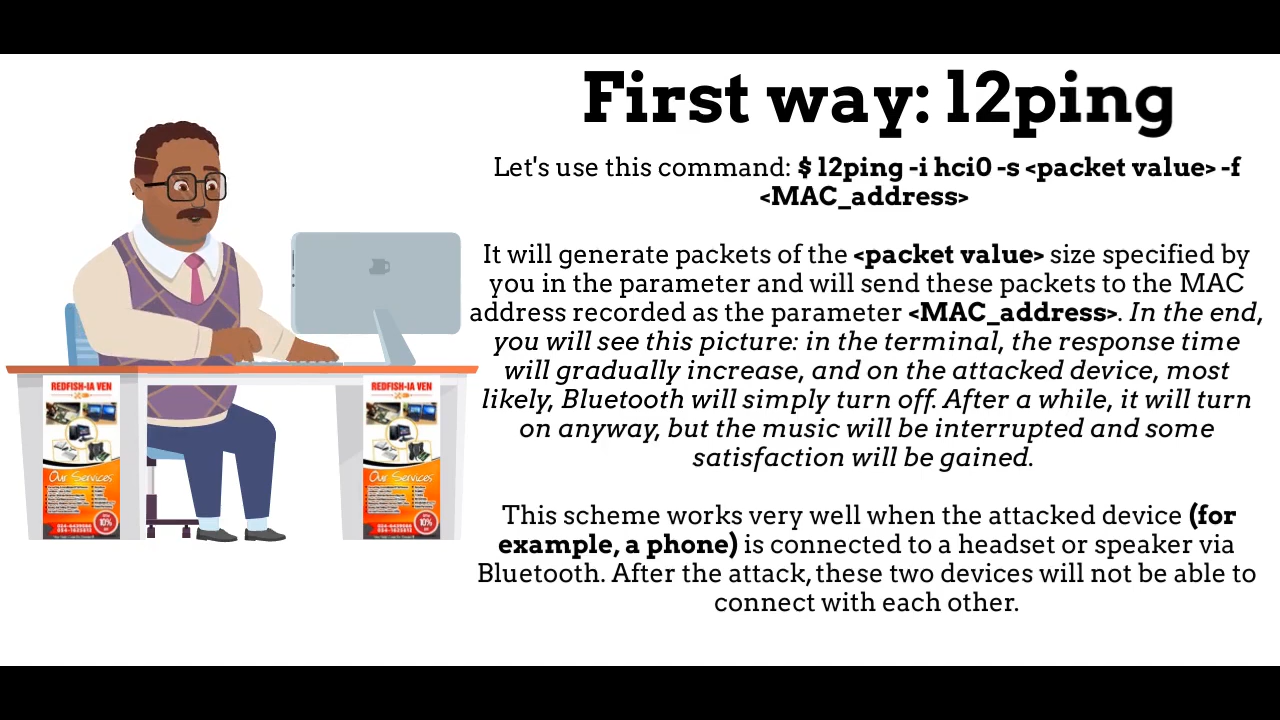 First way: l2ping
Let's use this command: $ l2ping -i hci0 -s <packet value> -f
<MAC_address>
It will generate packets of the <packet value> size specified by
you in the parameter and will send these packets to the MAC
address recorded as the parameter <MAC_address>. In the end,
you will see this picture: in the terminal, the response time
will gradually increase, and on the attacked device, most
likely, Bluetooth will simply turn off. After a while, it will turn
on anyway, but the music will be interrupted and some
satisfaction will be gained.
This scheme works very well when the attacked device (for
example, a phone) is connected to a headset or speaker via
Bluetooth. After the attack, these two devices will not be able to
connect with each other.
REDFISH-IA VEN
Our Services
10%
REDFISH-IA VEN
Our Services
10%